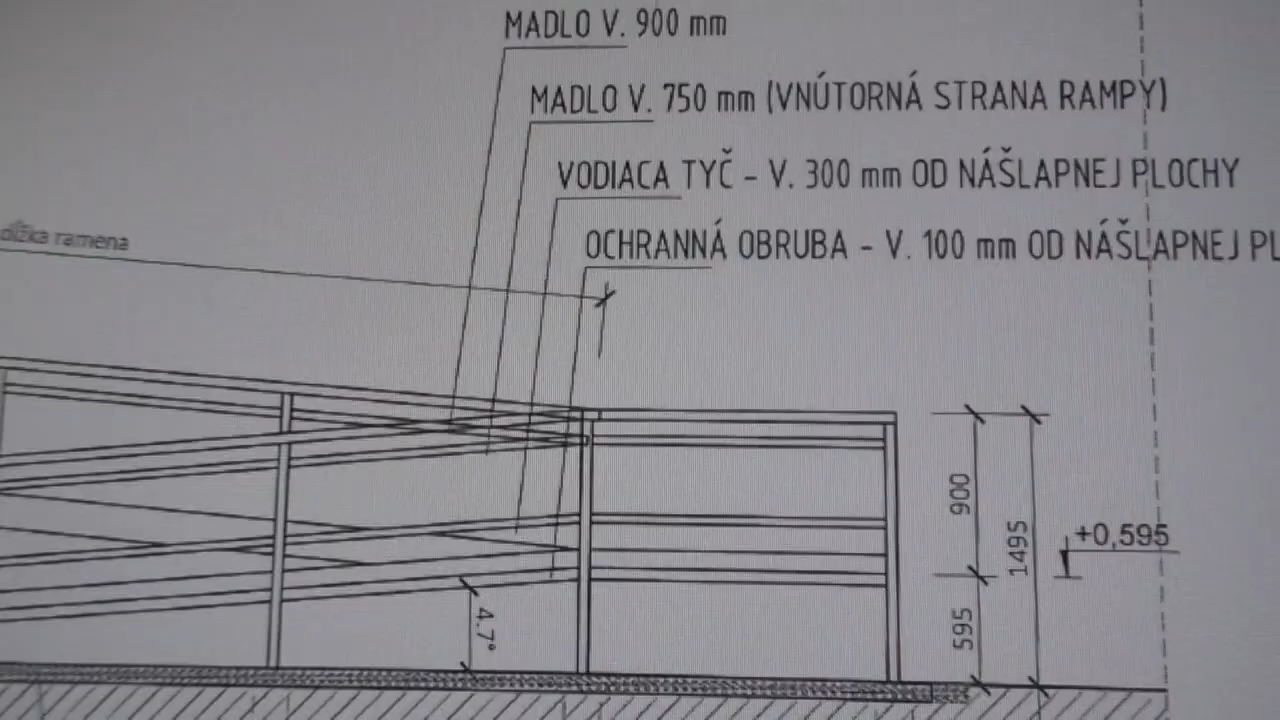 MADLO V. 900 mm
MADLO V. 750 mm (VNÚTORNÁ STRANA RAMPY)
VODIACA TYČ - V. 300 mm OD NÁŠLAPNEJ PLOCHY
dĺžka ramena
OCHRANNÁ OBRUBA - V. 100 mm OD NÁŠLAPNEJ PL
900
1495
+0,595
595
4.7°